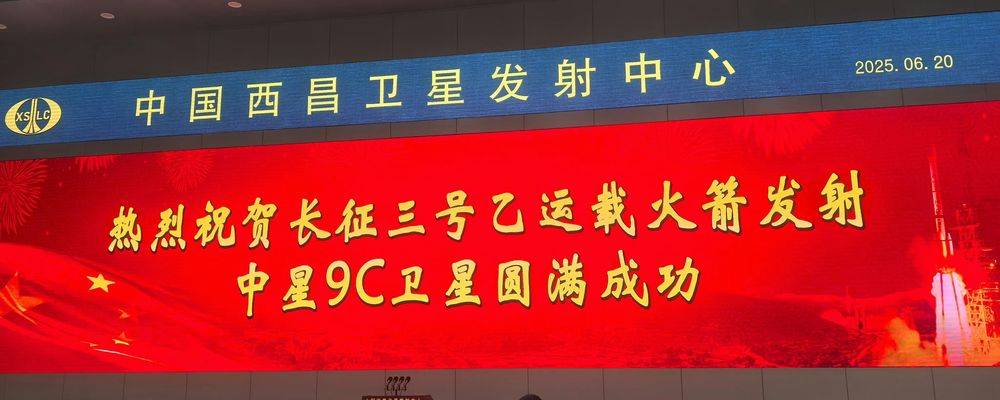 XSLC
中国西昌卫星发射中心
2025.06.20
热烈祝贺长征三号乙运载火箭发射
中星9C卫星圆满成功